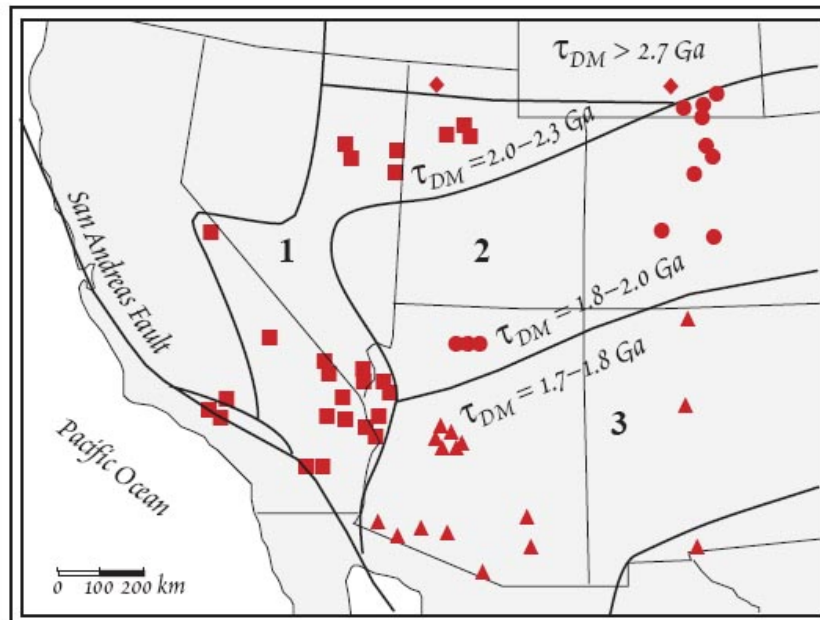 τDM > 2.7 Ga
τDM = 2.0–2.3 Ga
San Andreas Fault
1
2
τDM = 1.8–2.0 Ga
τDM = 1.7–1.8 Ga
3
Pacific Ocean
0 100 200 km